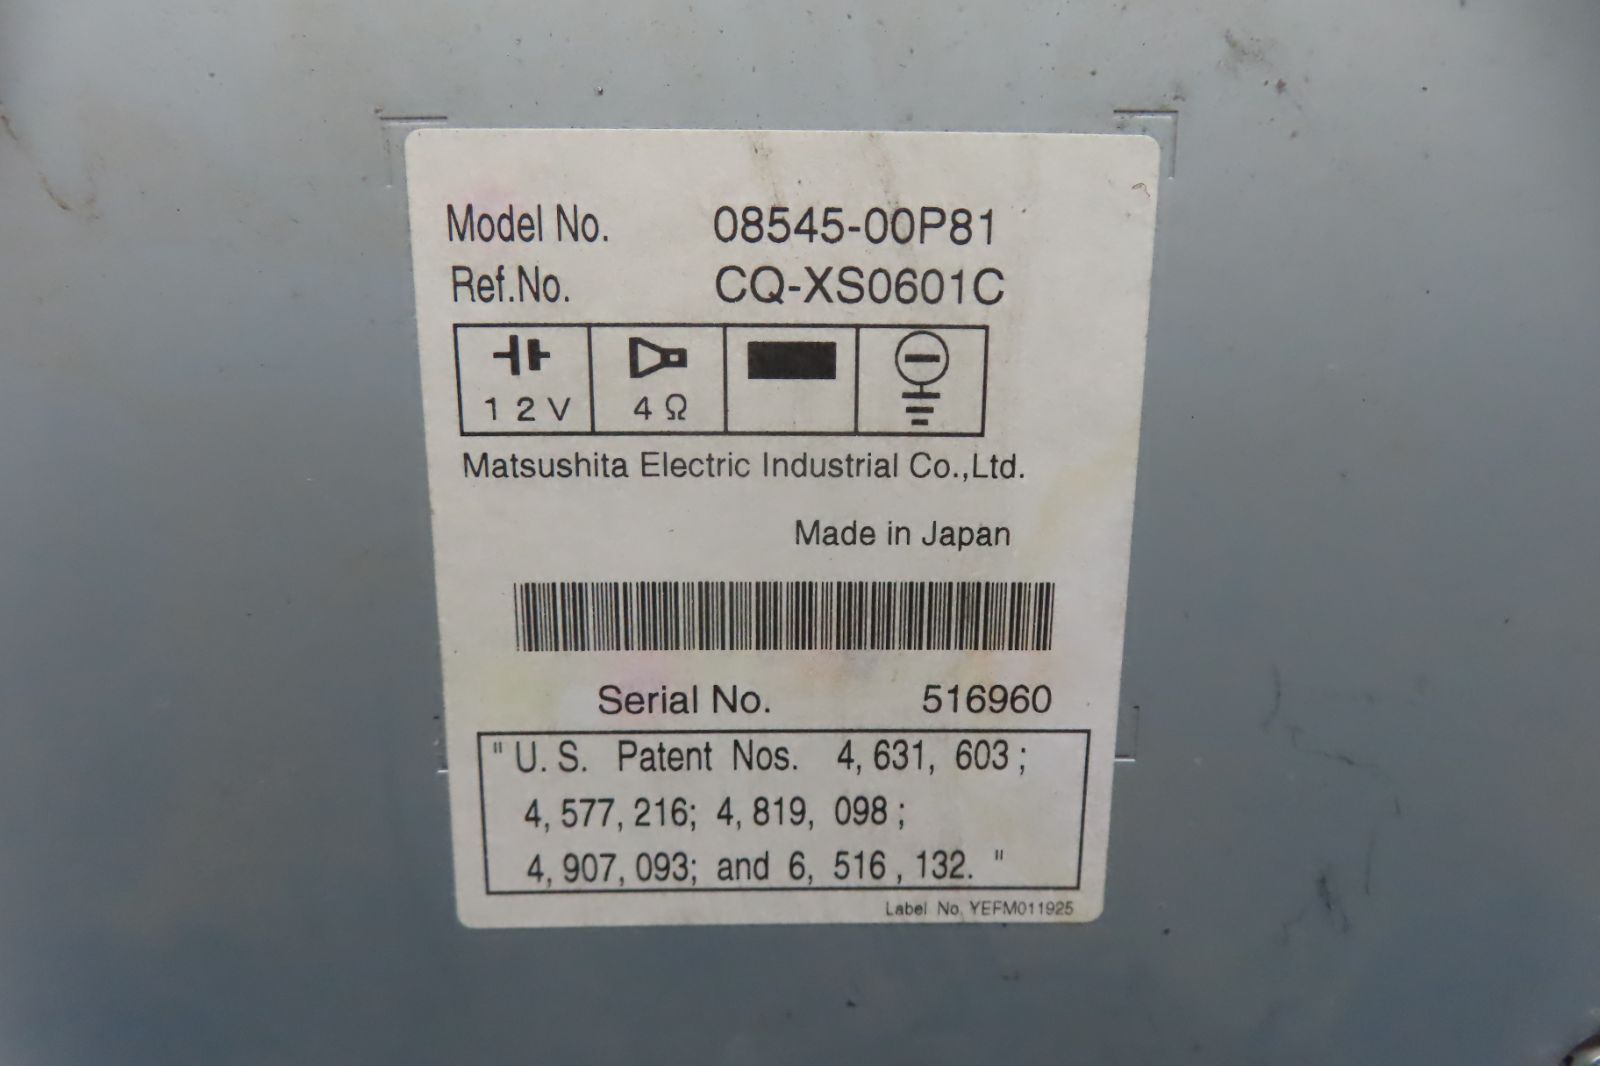 Model No. 08545-00P81
Ref.No. CQ-XS0601C
12V 4Ω
Matsushita Electric Industrial Co.,Ltd.
Made in Japan
Serial No. 516960
"U.S. Patent Nos. 4,631,603;
4,577,216; 4,819,098;
4,907,093; and 6,516,132."
Label No. YEFM011925